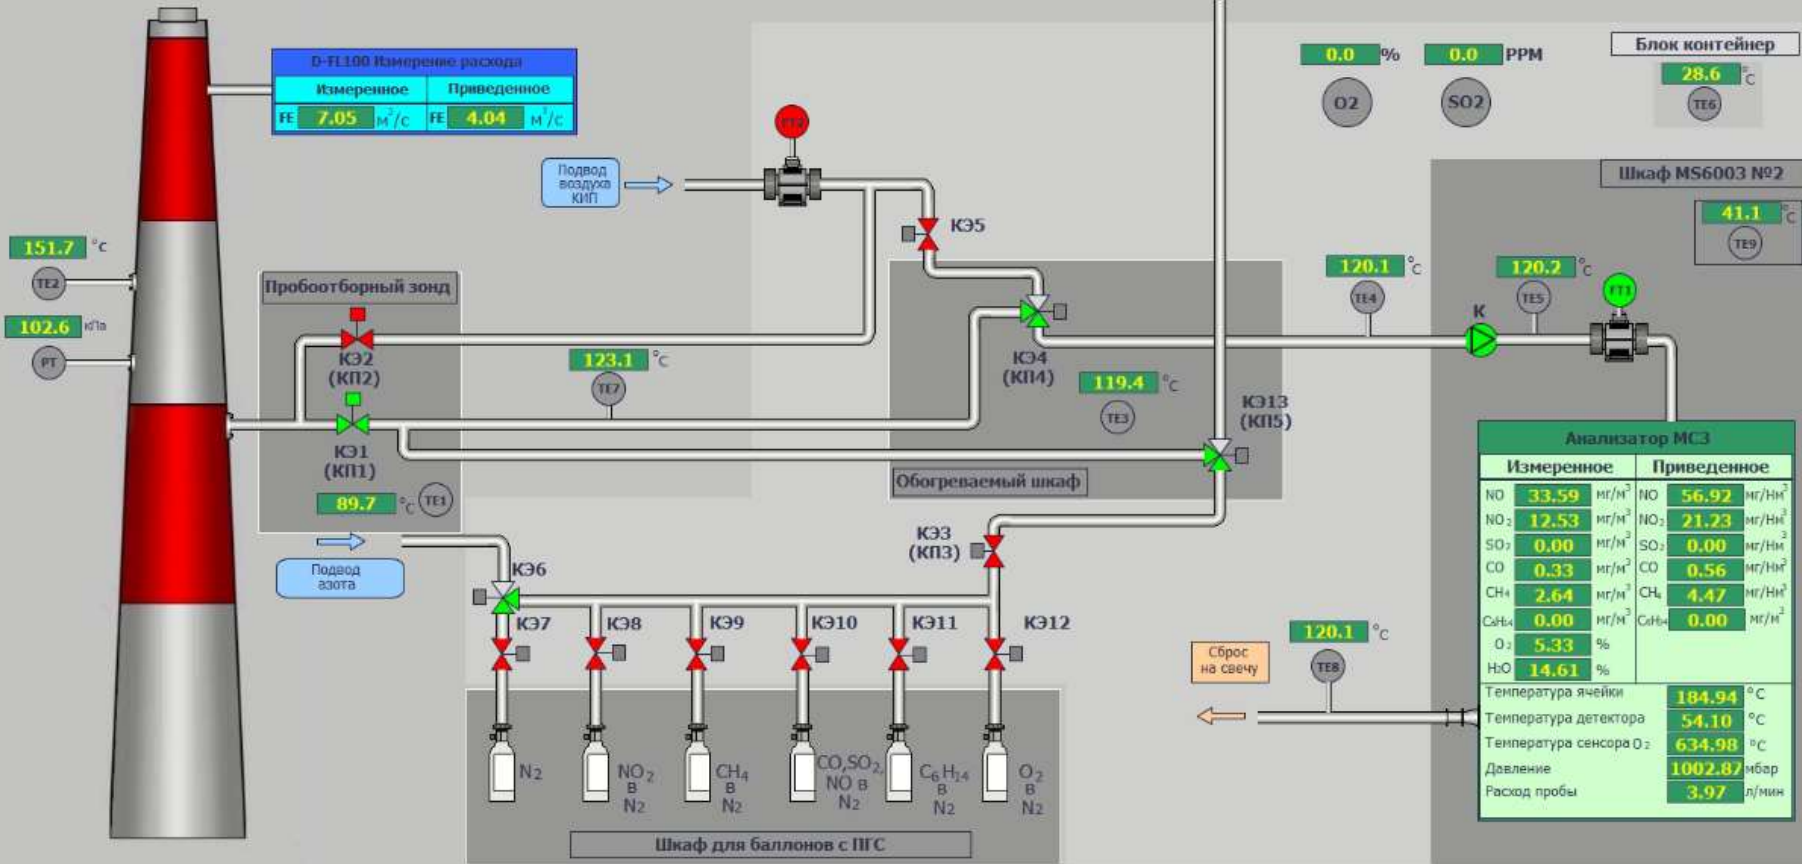 D-FL100 Измерение расхода
Измеренное Приведенное
FE 7.05 м³/с FE 4.04 м³/с
0.0 % 0.0 PPM
O2 SO2
Блок контейнер
28.6 °С
TE6
Шкаф MS6003 №2
41.1 °С
TE9
Подвод
воздуха
КИП
FT2
КЭ5
151.7 °С
TE2
102.6 кПа
PT
Пробоотборный зонд
КЭ2
(КП2)
КЭ1
(КП1)
89.7 °С TE1
123.1 °С
TE7
КЭ4
(КП4)
119.4 °С
TE3
Обогреваемый шкаф
КЭ13
(КП5)
120.1 °С
TE4
120.2 °С
TE5
К
FT1
Подвод
азота
КЭ3
(КП3)
КЭ6
КЭ7 КЭ8 КЭ9 КЭ10 КЭ11 КЭ12
N2
NO2
в
N2
CH4
в
N2
CO,SO2,
NO в
N2
C6H14
в
N2
O2
в
N2
Шкаф для баллонов с ПГС
Сброс
на свечу
120.1 °С
TE8
Анализатор МС3
Измеренное Приведенное
NO 33.59 мг/м³ NO 56.92 мг/Нм³
NO2 12.53 мг/м³ NO2 21.23 мг/Нм³
SO2 0.00 мг/м³ SO2 0.00 мг/Нм³
CO 0.33 мг/м³ CO 0.56 мг/Нм³
CH4 2.64 мг/м³ CH4 4.47 мг/Нм³
C6H14 0.00 мг/м³ C6H14 0.00 мг/м³
O2 5.33 %
H2O 14.61 %
Температура ячейки 184.94 °С
Температура детектора 54.10 °С
Температура сенсора O2 634.98 °С
Давление 1002.87 мбар
Расход пробы 3.97 л/мин